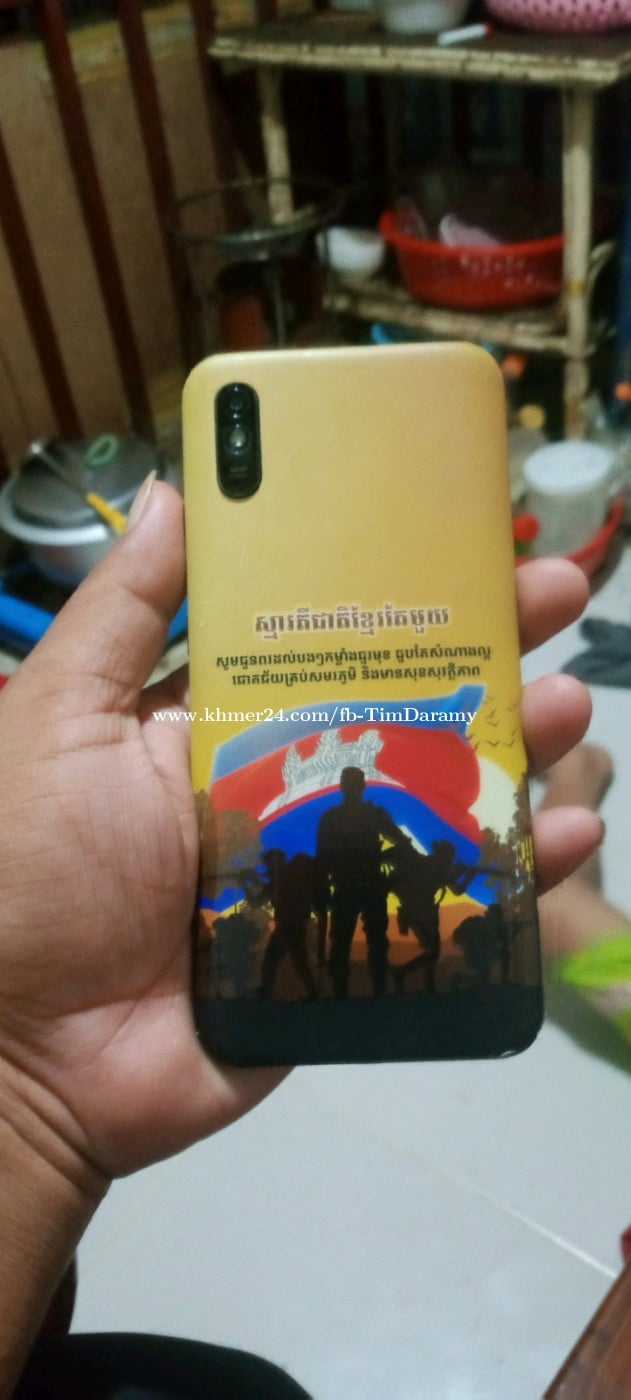 ស្មារតីជាតិខ្មែរតែមួយ
សូមជូនពរដល់បងៗកម្លាំងជួរមុខ ជួបតែសំណាងល្អ
ជោគជ័យគ្រប់សមរភូមិ និងមានសុខសុវត្ថិភាព
www.khmer24.com/fb-TimDaramy